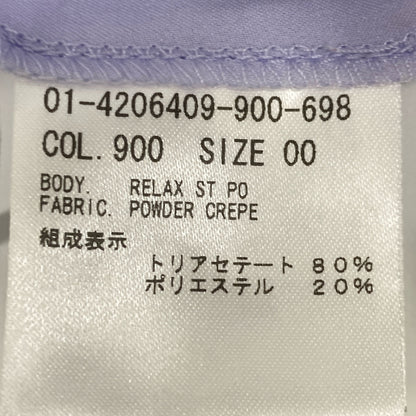 01-4206409-900-698
COL. 900 SIZE 00
BODY. RELAX ST PO
FABRIC. POWDER CREPE
組成表示
トリアセテート 80%
ポリエステル 20%